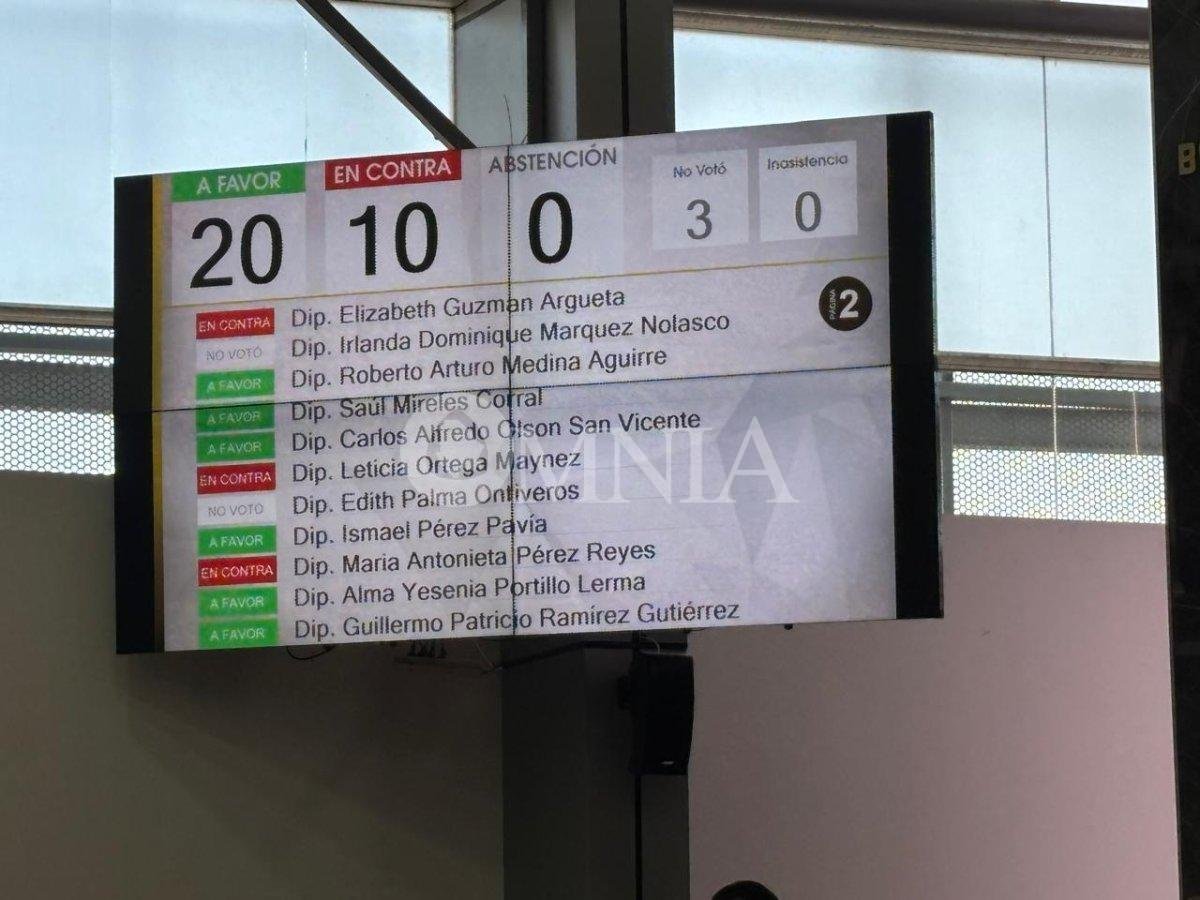 A FAVOR EN CONTRA ABSTENCIÓN No Votó Inasistencia
20 10 0 3 0
PÁGINA 2
EN CONTRA Dip. Elizabeth Guzmán Argueta
NO VOTÓ Dip. Irlanda Dominique Marquez Nolasco
A FAVOR Dip. Roberto Arturo Medina Aguirre
A FAVOR Dip. Saúl Mireles Corral
A FAVOR Dip. Carlos Alfredo Olson San Vicente
EN CONTRA Dip. Leticia Ortega Maynez
NO VOTÓ Dip. Edith Palma Ontiveros
A FAVOR Dip. Ismael Pérez Pavía
EN CONTRA Dip. Maria Antonieta Pérez Reyes
A FAVOR Dip. Alma Yesenia Portillo Lerma
A FAVOR Dip. Guillermo Patricio Ramírez Gutiérrez
OMNIA